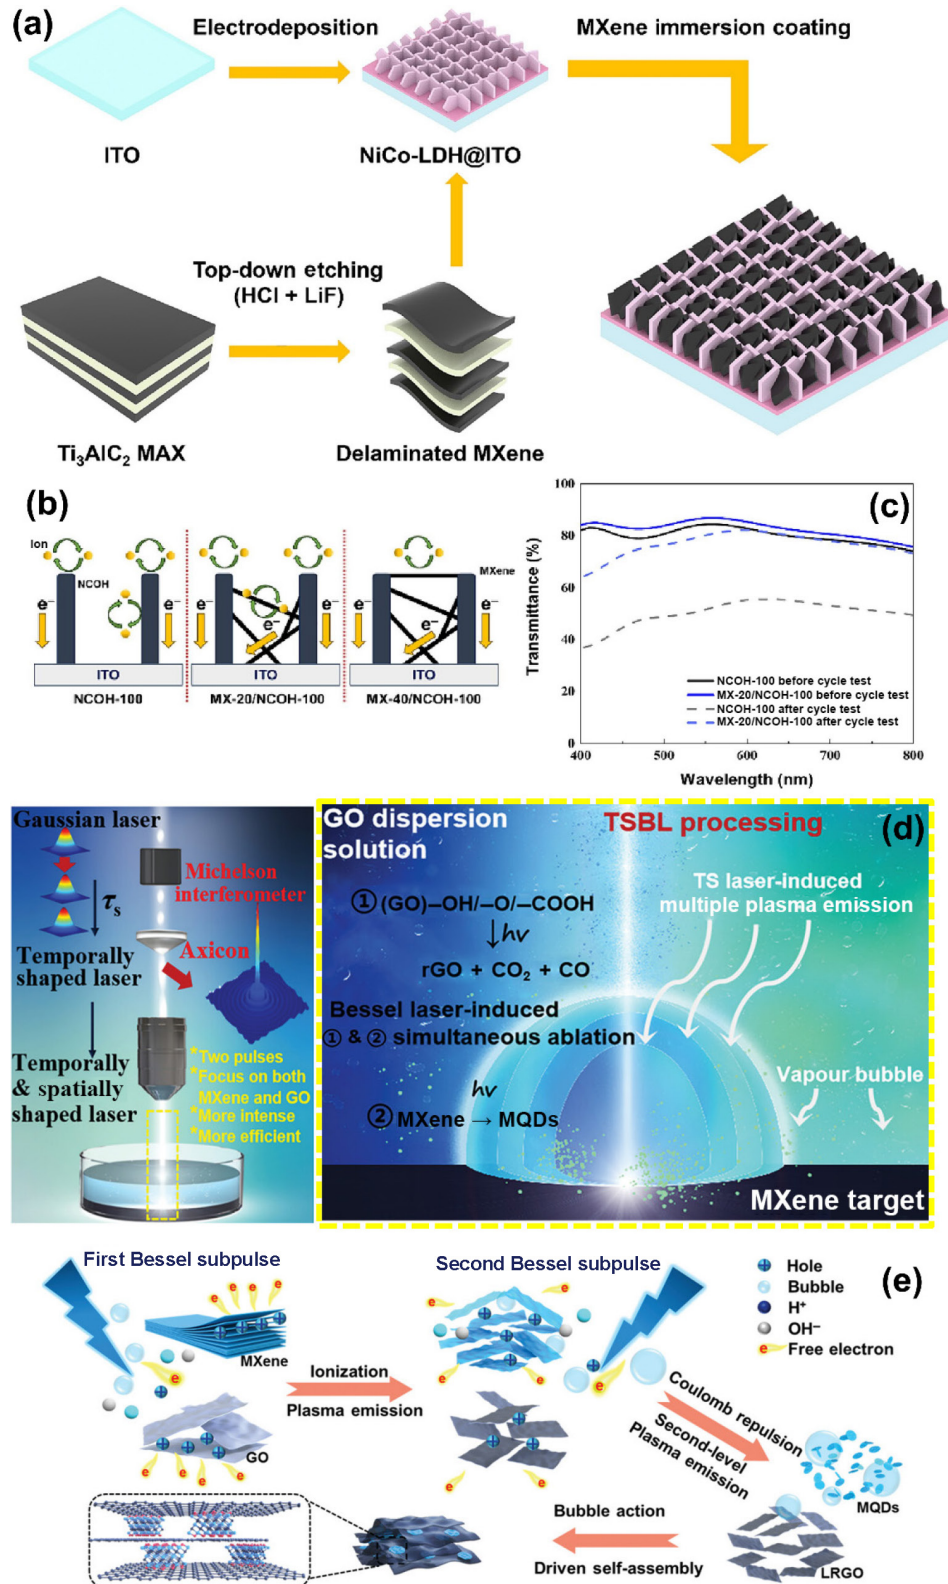 (a)
Electrodeposition
MXene immersion coating
ITO
NiCo-LDH@ITO
Top-down etching
(HCl + LiF)
Ti₃AlC₂ MAX
Delaminated MXene
(b)
Ion
NCOH
MXene
e⁻
e⁻
e⁻
e⁻
e⁻
e⁻
e⁻
e⁻
ITO
ITO
ITO
NCOH-100
MX-20/NCOH-100
MX-40/NCOH-100
(c)
Transmittance (%)
100
80
60
40
20
0
NCOH-100 before cycle test
MX-20/NCOH-100 before cycle test
NCOH-100 after cycle test
MX-20/NCOH-100 after cycle test
400
500
600
700
800
Wavelength (nm)
Gaussian laser
Michelson
interferometer
τs
Axicon
Temporally
shaped laser
Temporally
& spatially
shaped laser
*Two pulses
*Focus on both
MXene and GO
*More intense
*More efficient
(d)
GO dispersion
solution
TSBL processing
① (GO)–OH/–O/–COOH
hv
rGO + CO₂ + CO
TS laser-induced
multiple plasma emission
Bessel laser-induced
① & ② simultaneous ablation
hv
② MXene → MQDs
Vapour bubble
MXene target
(e)
First Bessel subpulse
Second Bessel subpulse
Hole
Bubble
H⁺
OH⁻
e Free electron
e
e
e
e
e
MXene
Ionization
Plasma emission
GO
e
e
e
e
e
e
e
e
e
e
Coulomb repulsion
Second-level
Plasma emission
MQDs
LRGO
Bubble action
Driven self-assembly